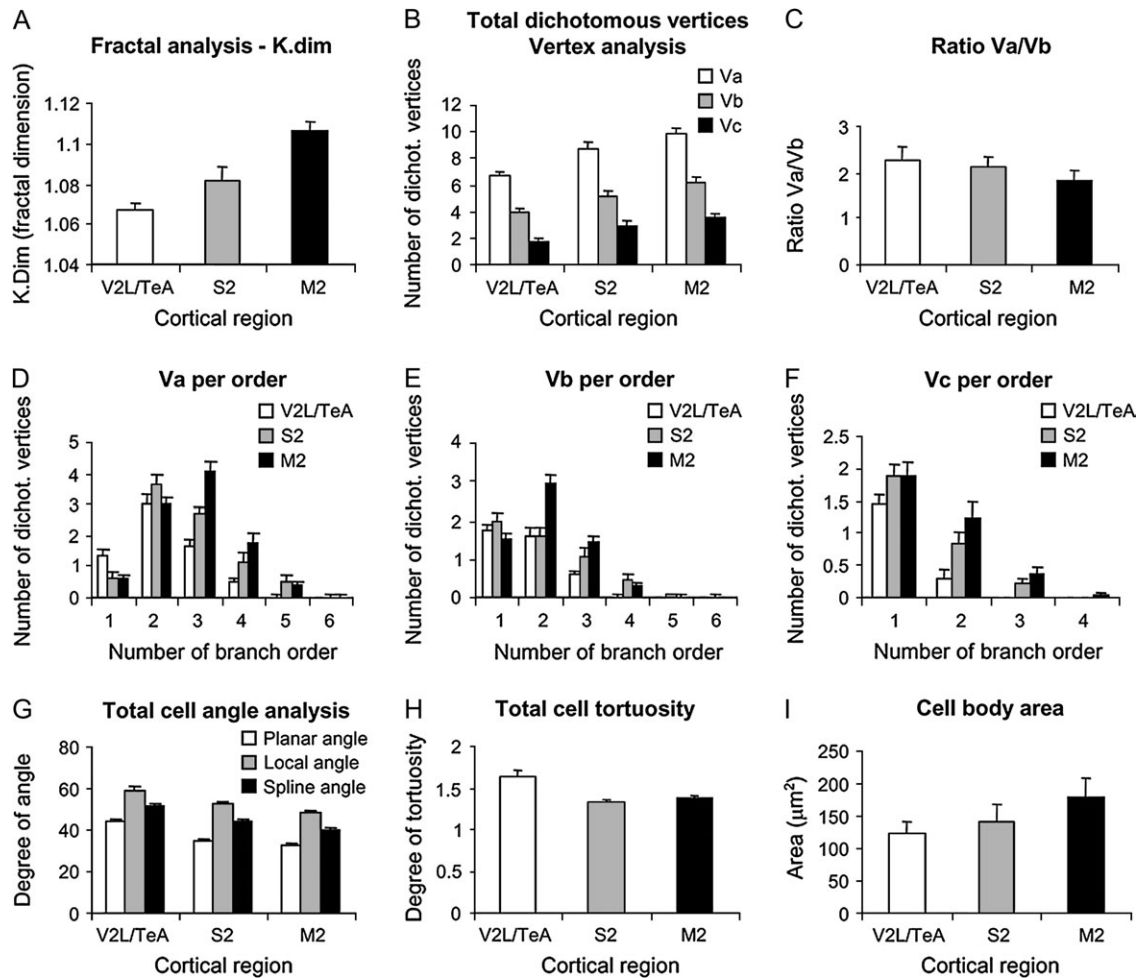 A
Fractal analysis - K.dim
K.Dim (fractal dimension)
1.12
1.1
1.08
1.06
1.04
V2L/TeA S2 M2
Cortical region
B
Total dichotomous vertices
Vertex analysis
Va
Vb
Vc
Number of dichot. vertices
12
10
8
6
4
2
0
V2L/TeA S2 M2
Cortical region
C
Ratio Va/Vb
Ratio Va/Vb
3
2
1
0
V2L/TeA S2 M2
Cortical region
D
Va per order
V2L/TeA
S2
M2
Number of dichot. vertices
5
4
3
2
1
0
1 2 3 4 5 6
Number of branch order
E
Vb per order
V2L/TeA
S2
M2
Number of dichot. vertices
4
3
2
1
0
1 2 3 4 5 6
Number of branch order
F
Vc per order
V2L/TeA
S2
M2
Number of dichot. vertices
2.5
2
1.5
1
0.5
0
1 2 3 4
Number of branch order
G
Total cell angle analysis
Planar angle
Local angle
Spline angle
Degree of angle
80
60
40
20
0
V2L/TeA S2 M2
Cortical region
H
Total cell tortuosity
Degree of tortuosity
2
1.5
1
0.5
0
V2L/TeA S2 M2
Cortical region
I
Cell body area
Area (μm²)
250
200
150
100
50
0
V2L/TeA S2 M2
Cortical region